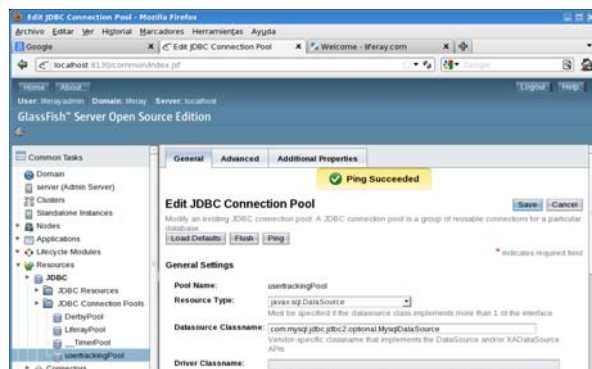 Edit JDBC Connection Pool - Mozilla Firefox
Archivo Editar Ver Historial Marcadores Herramientas Ayuda
Google
Edit JDBC Connection Pool
Welcome - liferay.com
localhost:8130/common/index.jsf
Google
Home About...
Logout Help
User: liferayadmin Domain: liferay Server: localhost
GlassFish™ Server Open Source Edition
Common Tasks
Domain
server (Admin Server)
Clusters
Standalone Instances
Nodes
Applications
Lifecycle Modules
Resources
JDBC
JDBC Resources
JDBC Connection Pools
DerbyPool
LiferayPool
__TimerPool
usertrackingPool
Connectors
General Advanced Additional Properties
Ping Succeeded
Edit JDBC Connection Pool
Save Cancel
Modify an existing JDBC connection pool. A JDBC connection pool is a group of reusable connections for a particular
database.
Load Defaults Flush Ping
* Indicates required field
General Settings
Pool Name: usertrackingPool
Resource Type: javax.sql.DataSource
Must be specified if the datasource class implements more than 1 of the interface.
Datasource Classname: com.mysql.jdbc.jdbc2.optional.MysqlDataSource
Vendor-specific classname that implements the DataSource and/or XADataSource
APIs
Driver Classname: